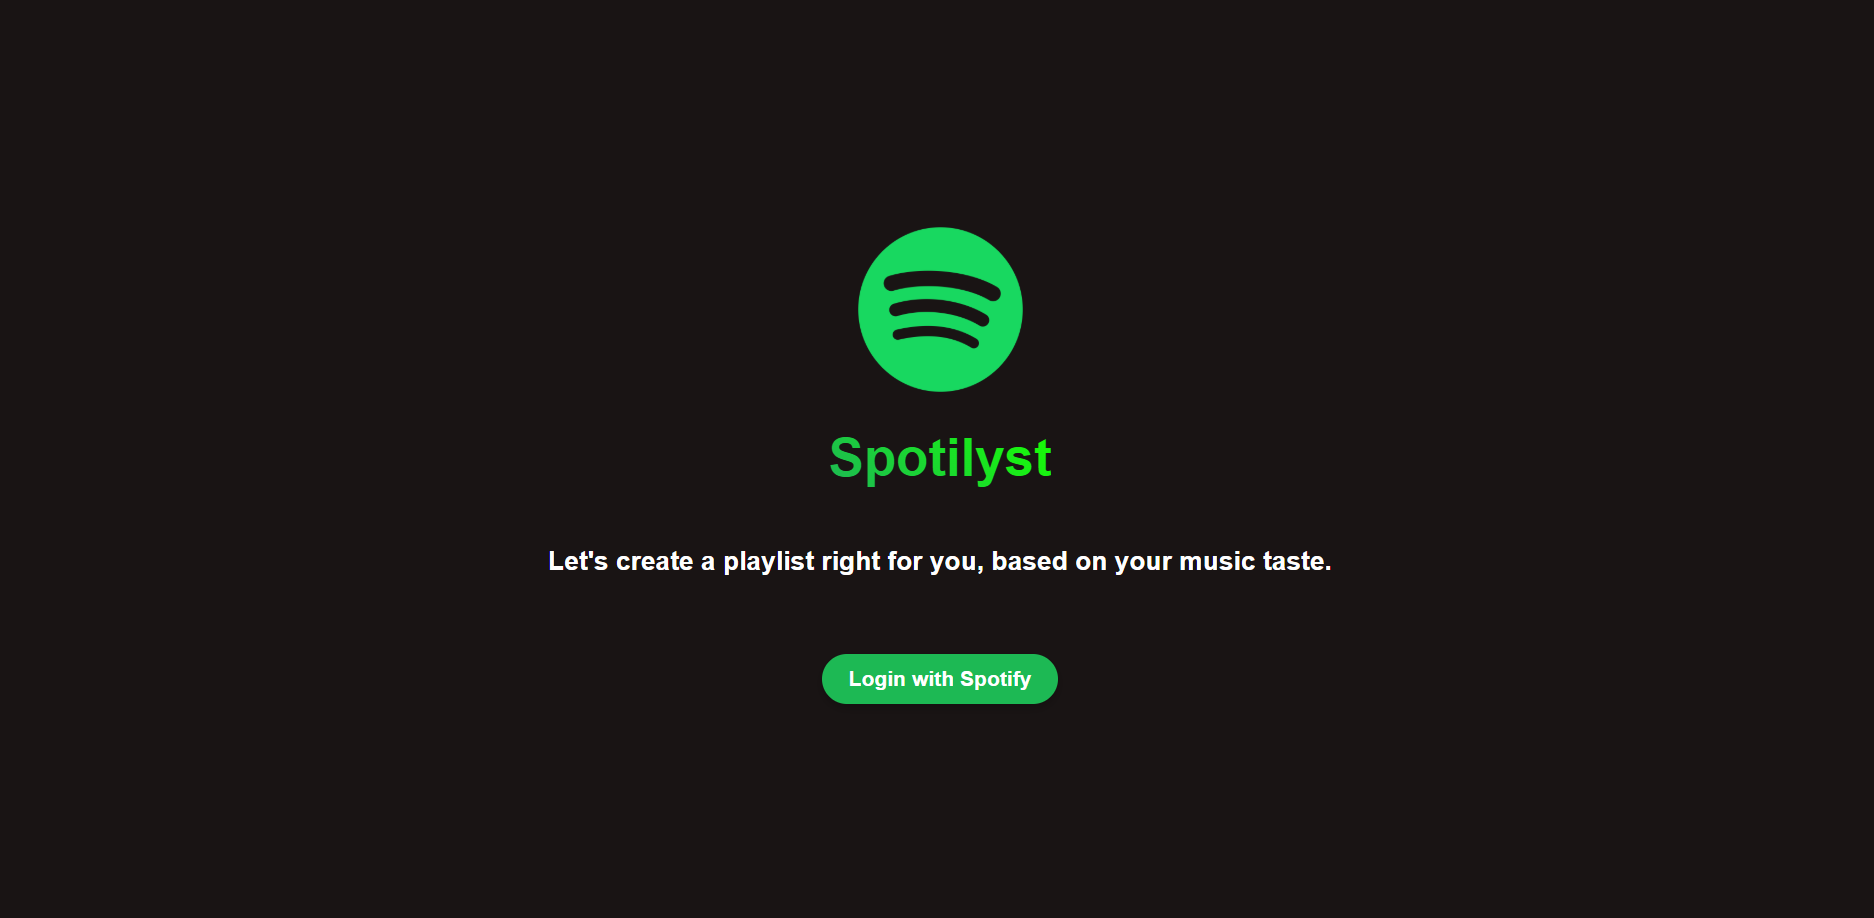 Spotilyst
Let's create a playlist right for you, based on your music taste.
Login with Spotify